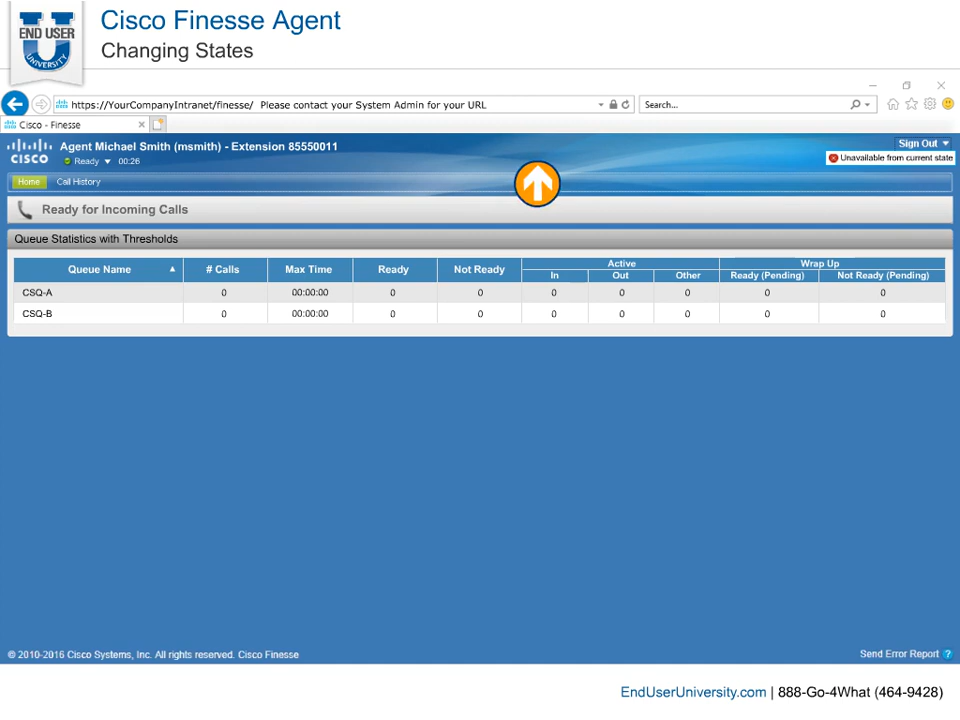 END USER
U
UNIVERSITY
Cisco Finesse Agent
Changing States
https://YourCompanyIntranet/finesse/ Please contact your System Admin for your URL
Search...
Cisco - Finesse
CISCO
Agent Michael Smith (msmith) - Extension 85550011
Sign Out
Ready 00:26
Unavailable from current state
Home Call History
Ready for Incoming Calls
Queue Statistics with Thresholds
Queue Name # Calls Max Time Ready Not Ready Active Wrap Up
In Out Other Ready (Pending) Not Ready (Pending)
CSQ-A 0 00:00:00 0 0 0 0 0 0 0
CSQ-B 0 00:00:00 0 0 0 0 0 0 0
© 2010-2016 Cisco Systems, Inc. All rights reserved. Cisco Finesse
Send Error Report ?
EndUserUniversity.com | 888-Go-4What (464-9428)